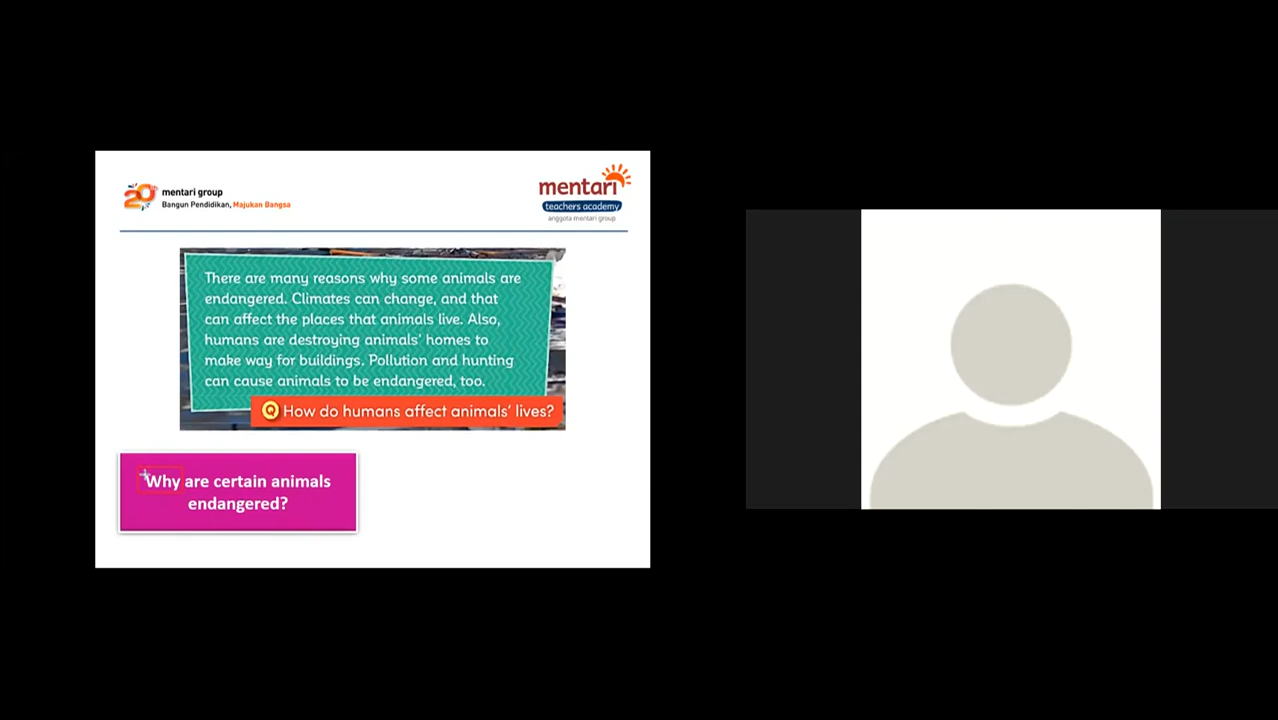 20th
mentari group
Bangun Pendidikan, Majukan Bangsa
mentari
teachers academy
anggota mentari group
There are many reasons why some animals are
endangered. Climates can change, and that
can affect the places that animals live. Also,
humans are destroying animals' homes to
make way for buildings. Pollution and hunting
can cause animals to be endangered, too.
Q How do humans affect animals' lives?
Why are certain animals
endangered?